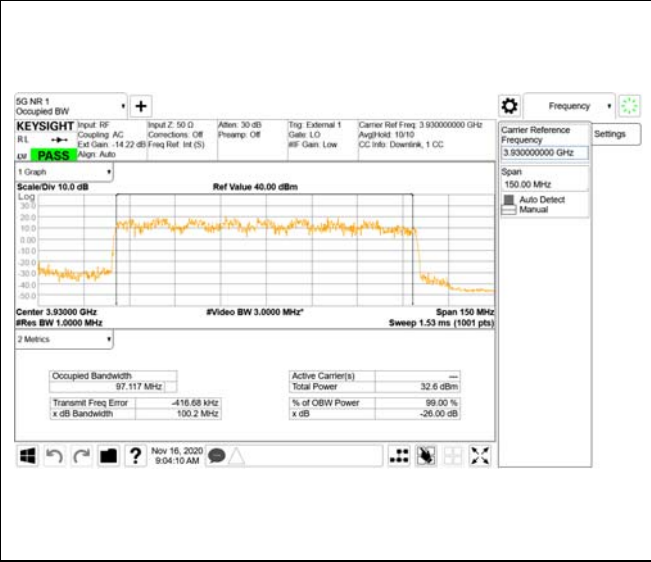 5G NR 1
Occupied BW
+
Frequency
KEYSIGHT
R L
PASS
Input: RF
Coupling: AC
Ext Gain: -14.22 dB
Align: Auto
Input Z: 50 Ω
Corrections: Off
Freq Ref: Int (S)
Atten: 30 dB
Preamp: Off
Trig: External 1
Gate: LO
#IF Gain: Low
Carrier Ref Freq: 3.930000000 GHz
Avg|Hold: 10/10
CC Info: Downlink, 1 CC
Carrier Reference
Frequency
3.930000000 GHz
Settings
Span
150.00 MHz
Auto Detect
Manual
1 Graph
Scale/Div 10.0 dB
Ref Value 40.00 dBm
Log
30.0
20.0
10.0
0.00
-10.0
-20.0
-30.0
-40.0
-50.0
Center 3.93000 GHz
#Video BW 3.0000 MHz*
Span 150 MHz
#Res BW 1.0000 MHz
Sweep 1.53 ms (1001 pts)
2 Metrics
Occupied Bandwidth
97.117 MHz
Transmit Freq Error -416.68 kHz
x dB Bandwidth 100.2 MHz
Active Carrier(s) ---
Total Power 32.6 dBm
% of OBW Power 99.00 %
x dB -26.00 dB
?
Nov 16, 2020
9:04:10 AM